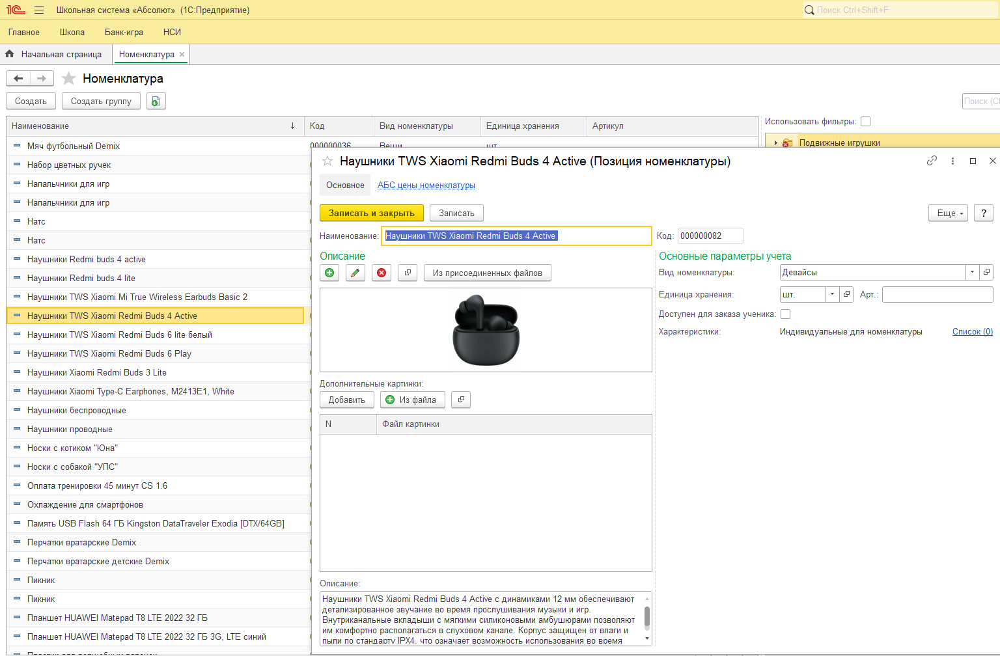 1С Школьная система «Абсолют» (1С:Предприятие)
Поиск Ctrl+Shift+F
Главное Школа Банк-игра НСИ
Начальная страница Номенклатура
Номенклатура
Создать Создать группу
Использовать фильтры:
Наименование Код Вид номенклатуры Единица хранения Артикул
Подвижные игрушки
Мяч футбольный Demix 000000036 Вещи шт
Набор цветных ручек
Напальчники для игр
Напальчники для игр
Натс
Натс
Наушники Redmi buds 4 active
Наушники Redmi buds 4 lite
Наушники TWS Xiaomi Mi True Wireless Earbuds Basic 2
Наушники TWS Xiaomi Redmi Buds 4 Active
Наушники TWS Xiaomi Redmi Buds 6 lite белый
Наушники TWS Xiaomi Redmi Buds 6 Play
Наушники Xiaomi Redmi Buds 3 Lite
Наушники Xiaomi Type-C Earphones, M2413E1, White
Наушники беспроводные
Наушники проводные
Носки с котиком "Юна"
Носки с собакой "УПС"
Оплата тренировки 45 минут CS 1.6
Охлаждение для смартфонов
Память USB Flash 64 ГБ Kingston DataTraveler Exodia [DTX/64GB]
Перчатки вратарские Demix
Перчатки вратарские детские Demix
Пикник
Пикник
Планшет HUAWEI Matepad T8 LTE 2022 32 ГБ
Планшет HUAWEI Matepad T8 LTE 2022 32 ГБ 3G, LTE синий
Наушники TWS Xiaomi Redmi Buds 4 Active (Позиция номенклатуры)
Основное АБС цены номенклатуры
Записать и закрыть Записать Еще ?
Наименование: Наушники TWS Xiaomi Redmi Buds 4 Active Код: 000000082
Описание
Из присоединенных файлов
Основные параметры учета
Вид номенклатуры: Девайсы
Единица хранения: шт. Арт.:
Доступен для заказа ученика:
Характеристики: Индивидуальные для номенклатуры Список (0)
Дополнительные картинки:
Добавить Из файла
N Файл картинки
Описание:
Наушники TWS Xiaomi Redmi Buds 4 Active с динамиками 12 мм обеспечивают
детализированное звучание во время прослушивания музыки и игр.
Внутриканальные вкладыши с мягкими силиконовыми амбушюрами позволяют
им комфортно располагаться в слуховом канале. Корпус защищен от влаги и
пыли по стандарту IPX4, что означает возможность использования во время